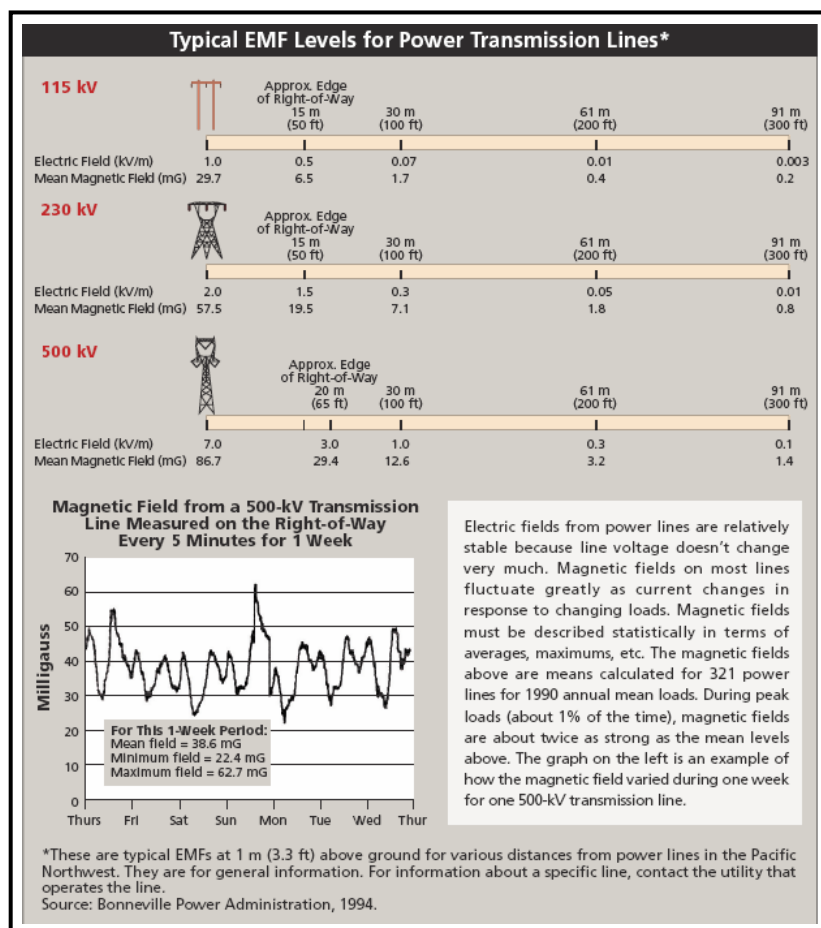 Typical EMF Levels for Power Transmission Lines*
115 kV
Approx. Edge
of Right-of-Way
15 m 30 m 61 m 91 m
(50 ft) (100 ft) (200 ft) (300 ft)
Electric Field (kV/m) 1.0 0.5 0.07 0.01 0.003
Mean Magnetic Field (mG) 29.7 6.5 1.7 0.4 0.2
230 kV
Approx. Edge
of Right-of-Way
15 m 30 m 61 m 91 m
(50 ft) (100 ft) (200 ft) (300 ft)
Electric Field (kV/m) 2.0 1.5 0.3 0.05 0.01
Mean Magnetic Field (mG) 57.5 19.5 7.1 1.8 0.8
500 kV
Approx. Edge
of Right-of-Way
20 m 30 m 61 m 91 m
(65 ft) (100 ft) (200 ft) (300 ft)
Electric Field (kV/m) 7.0 3.0 1.0 0.3 0.1
Mean Magnetic Field (mG) 86.7 29.4 12.6 3.2 1.4
Magnetic Field from a 500-kV Transmission
Line Measured on the Right-of-Way
Every 5 Minutes for 1 Week
Milligauss
70
60
50
40
30
20
10
0
For This 1-Week Period:
Mean field = 38.6 mG
Minimum field = 22.4 mG
Maximum field = 62.7 mG
Thurs Fri Sat Sun Mon Tue Wed Thur
Electric fields from power lines are relatively
stable because line voltage doesn't change
very much. Magnetic fields on most lines
fluctuate greatly as current changes in
response to changing loads. Magnetic fields
must be described statistically in terms of
averages, maximums, etc. The magnetic fields
above are means calculated for 321 power
lines for 1990 annual mean loads. During peak
loads (about 1% of the time), magnetic fields
are about twice as strong as the mean levels
above. The graph on the left is an example of
how the magnetic field varied during one week
for one 500-kV transmission line.
*These are typical EMFs at 1 m (3.3 ft) above ground for various distances from power lines in the Pacific
Northwest. They are for general information. For information about a specific line, contact the utility that
operates the line.
Source: Bonneville Power Administration, 1994.